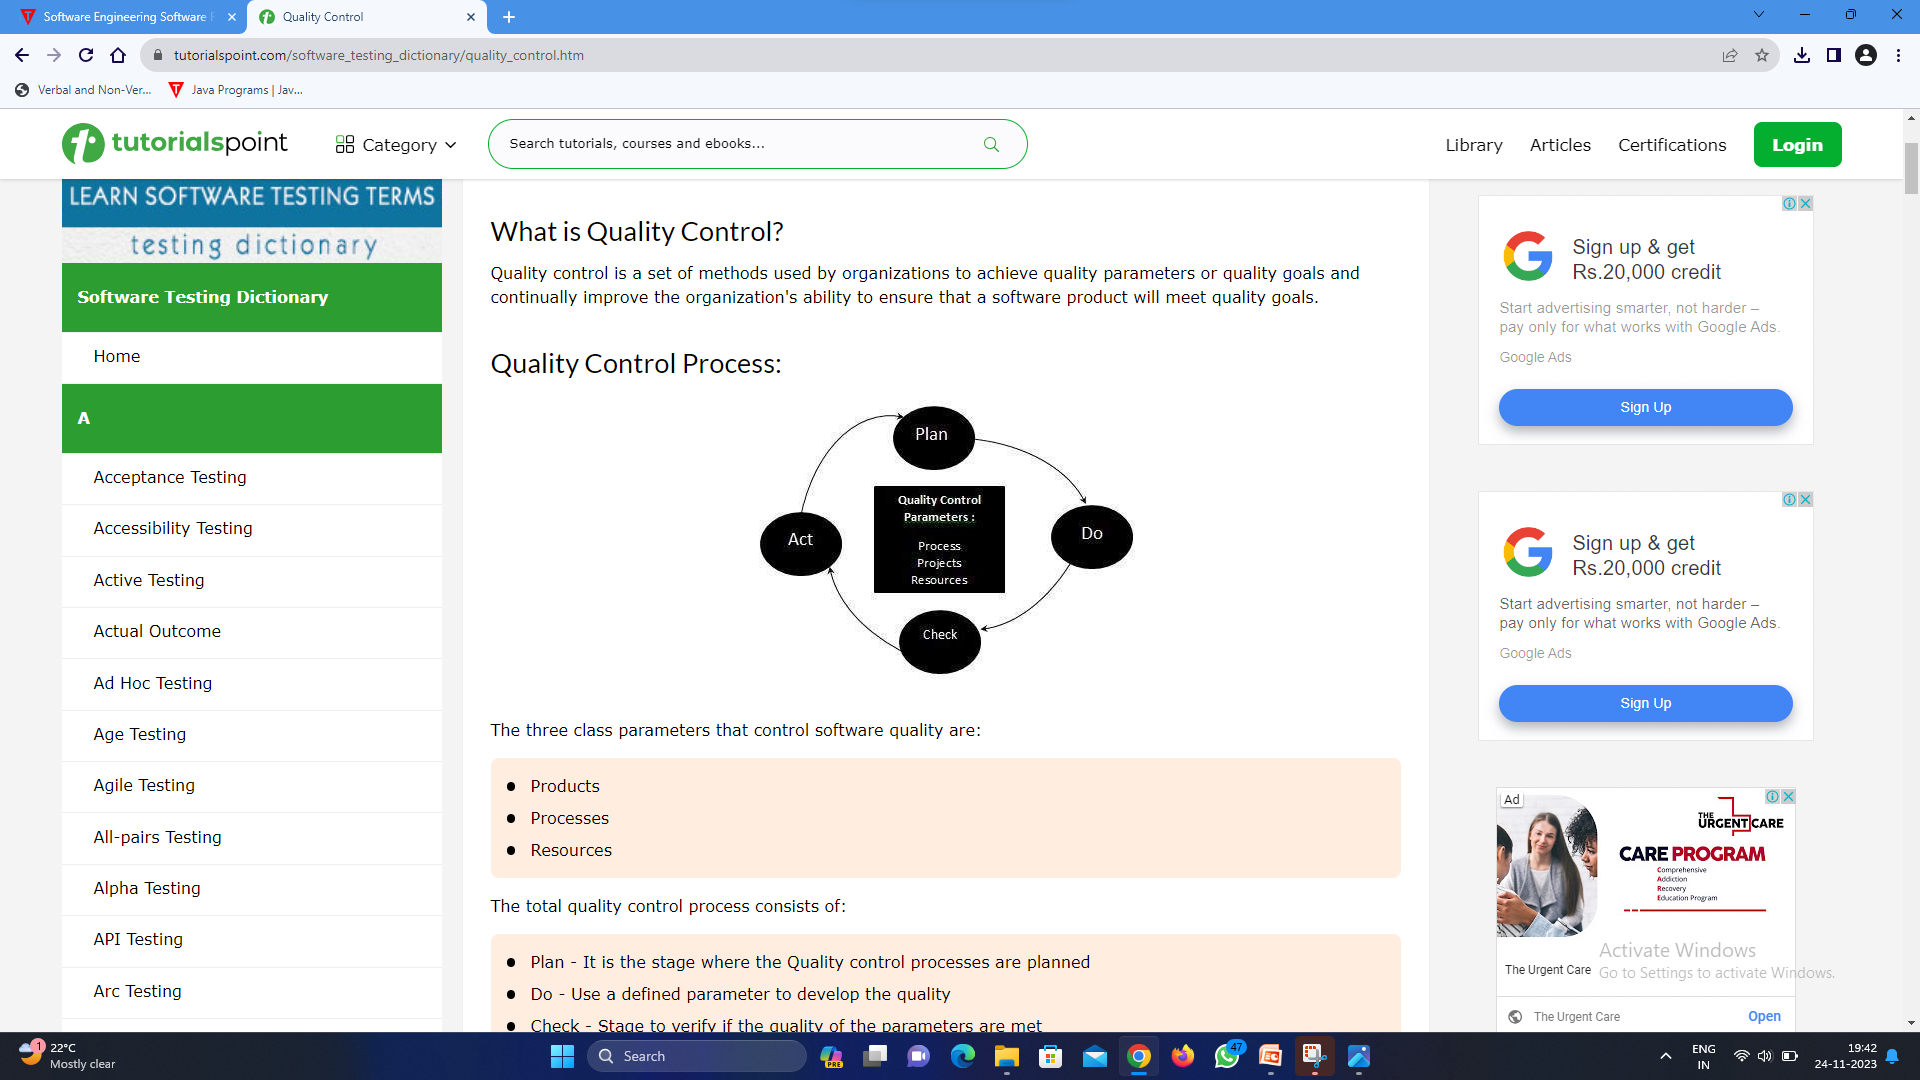 Software Engineering Software
Quality Control
tutorialspoint.com/software_testing_dictionary/quality_control.htm
Verbal and Non-Ver...
Java Programs | Jav...
tutorialspoint
Category
Search tutorials, courses and ebooks...
Library
Articles
Certifications
Login
LEARN SOFTWARE TESTING TERMS
testing dictionary
Software Testing Dictionary
Home
A
Acceptance Testing
Accessibility Testing
Active Testing
Actual Outcome
Ad Hoc Testing
Age Testing
Agile Testing
All-pairs Testing
Alpha Testing
API Testing
Arc Testing
What is Quality Control?
Quality control is a set of methods used by organizations to achieve quality parameters or quality goals and
continually improve the organization's ability to ensure that a software product will meet quality goals.
Quality Control Process:
Plan
Quality Control
Parameters :
Process
Projects
Resources
Act
Do
Check
The three class parameters that control software quality are:
Products
Processes
Resources
The total quality control process consists of:
Plan - It is the stage where the Quality control processes are planned
Do - Use a defined parameter to develop the quality
Check - Stage to verify if the quality of the parameters are met
Sign up & get
Rs.20,000 credit
Start advertising smarter, not harder –
pay only for what works with Google Ads.
Google Ads
Sign Up
Sign up & get
Rs.20,000 credit
Start advertising smarter, not harder –
pay only for what works with Google Ads.
Google Ads
Sign Up
Ad
THE
URGENT CARE
CARE PROGRAM
Comprehensive
Addiction
Recovery
Education Program
The Urgent Care
Activate Windows
Go to Settings to activate Windows.
The Urgent Care
Open
1
22°C
Mostly clear
Search
PRE
47
ENG
IN
19:42
24-11-2023